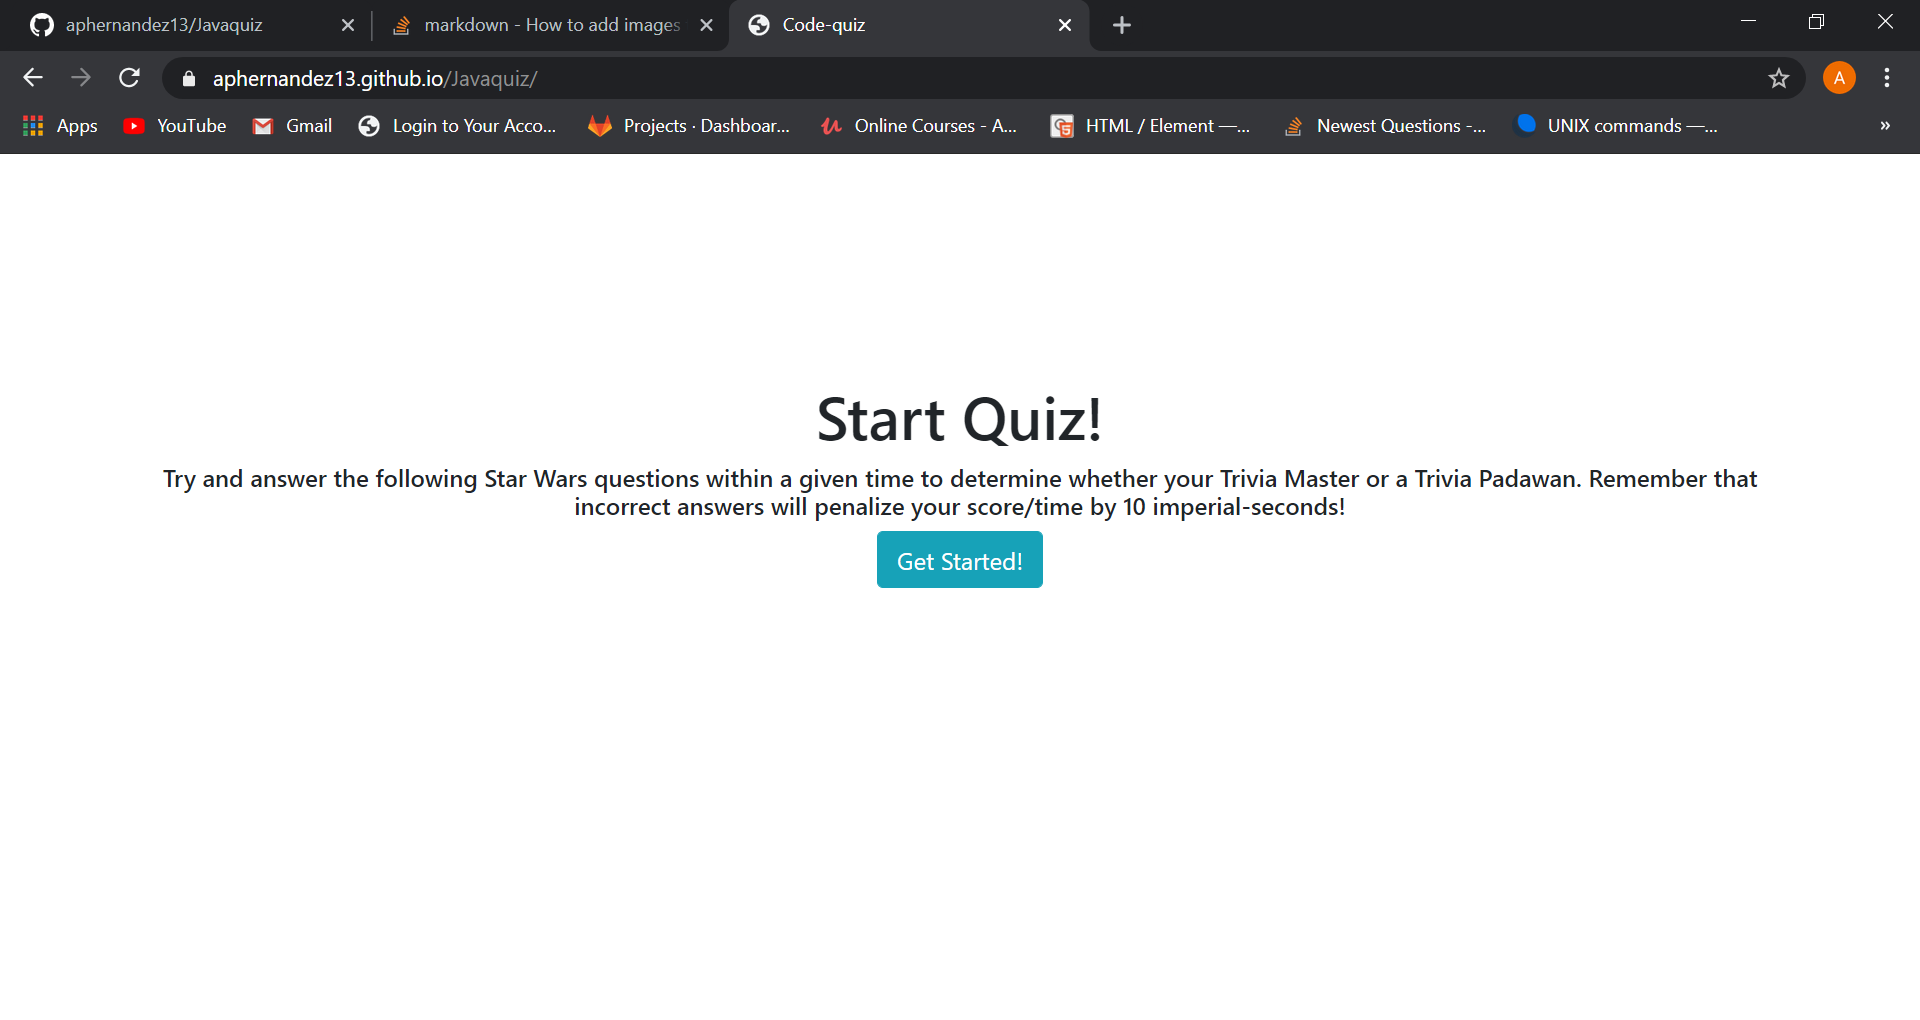 aphernandez13/Javaquiz
markdown - How to add images
Code-quiz
aphernandez13.github.io/Javaquiz/
A
Apps
YouTube
Gmail
Login to Your Acco...
Projects · Dashboar...
Online Courses - A...
HTML / Element —...
Newest Questions -...
UNIX commands —...
»
Start Quiz!
Try and answer the following Star Wars questions within a given time to determine whether your Trivia Master or a Trivia Padawan. Remember that
incorrect answers will penalize your score/time by 10 imperial-seconds!
Get Started!